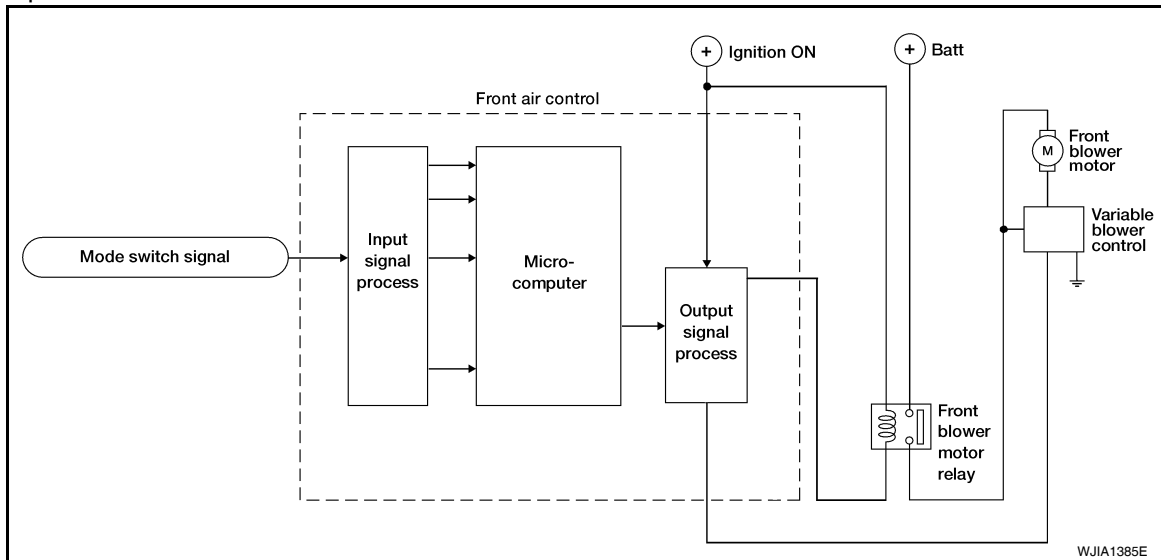 +
Ignition ON
+
Batt
Front air control
Front
blower
motor
M
Variable
blower
control
Mode switch signal
Input
signal
process
Micro-
computer
Output
signal
process
Front
blower
motor
relay
WJIA1385E